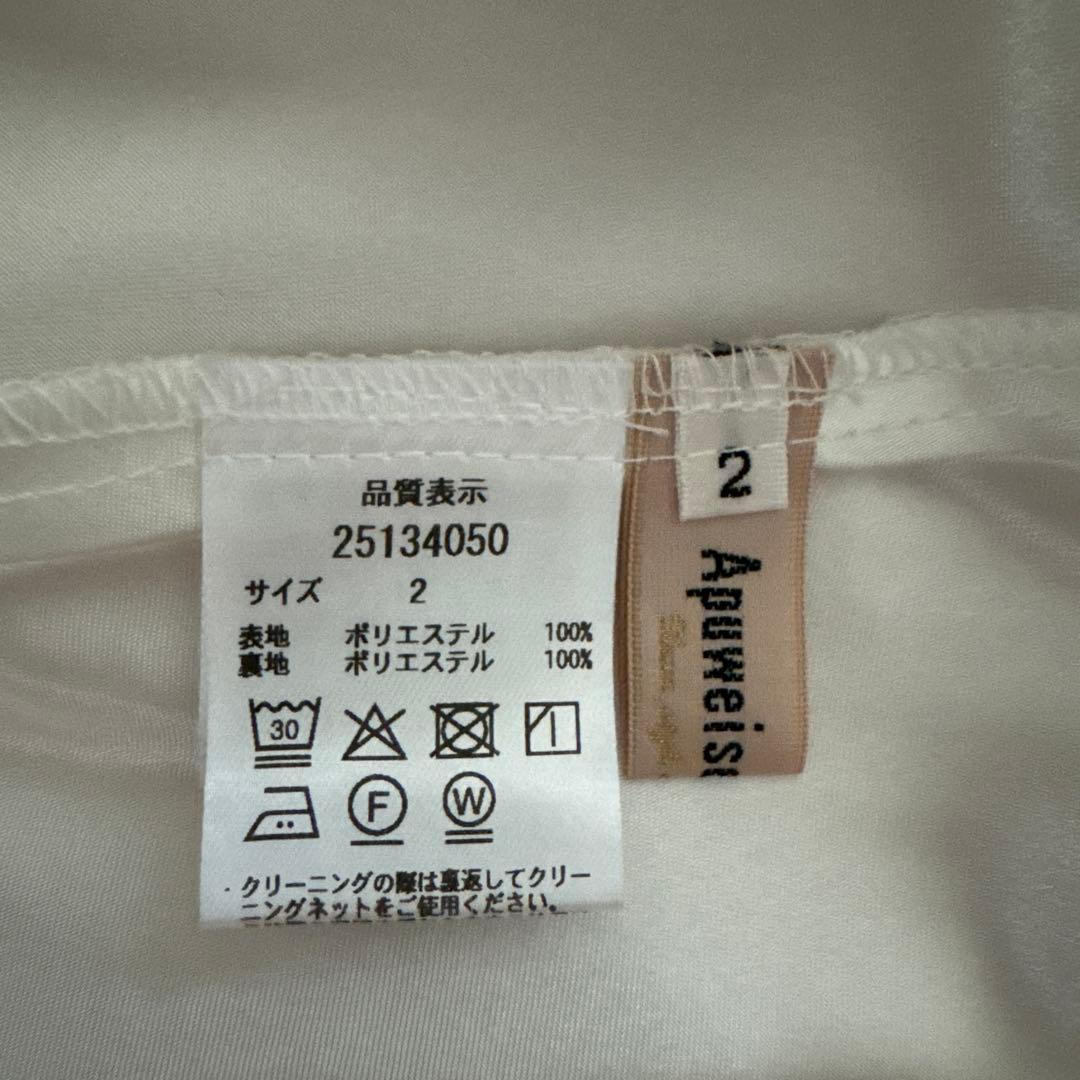 品質表示
25134050
サイズ 2
表地 ポリエステル 100%
裏地 ポリエステル 100%
30
F
W
・クリーニングの際は裏返してクリー
ニングネットをご使用ください。
2
Apuweise